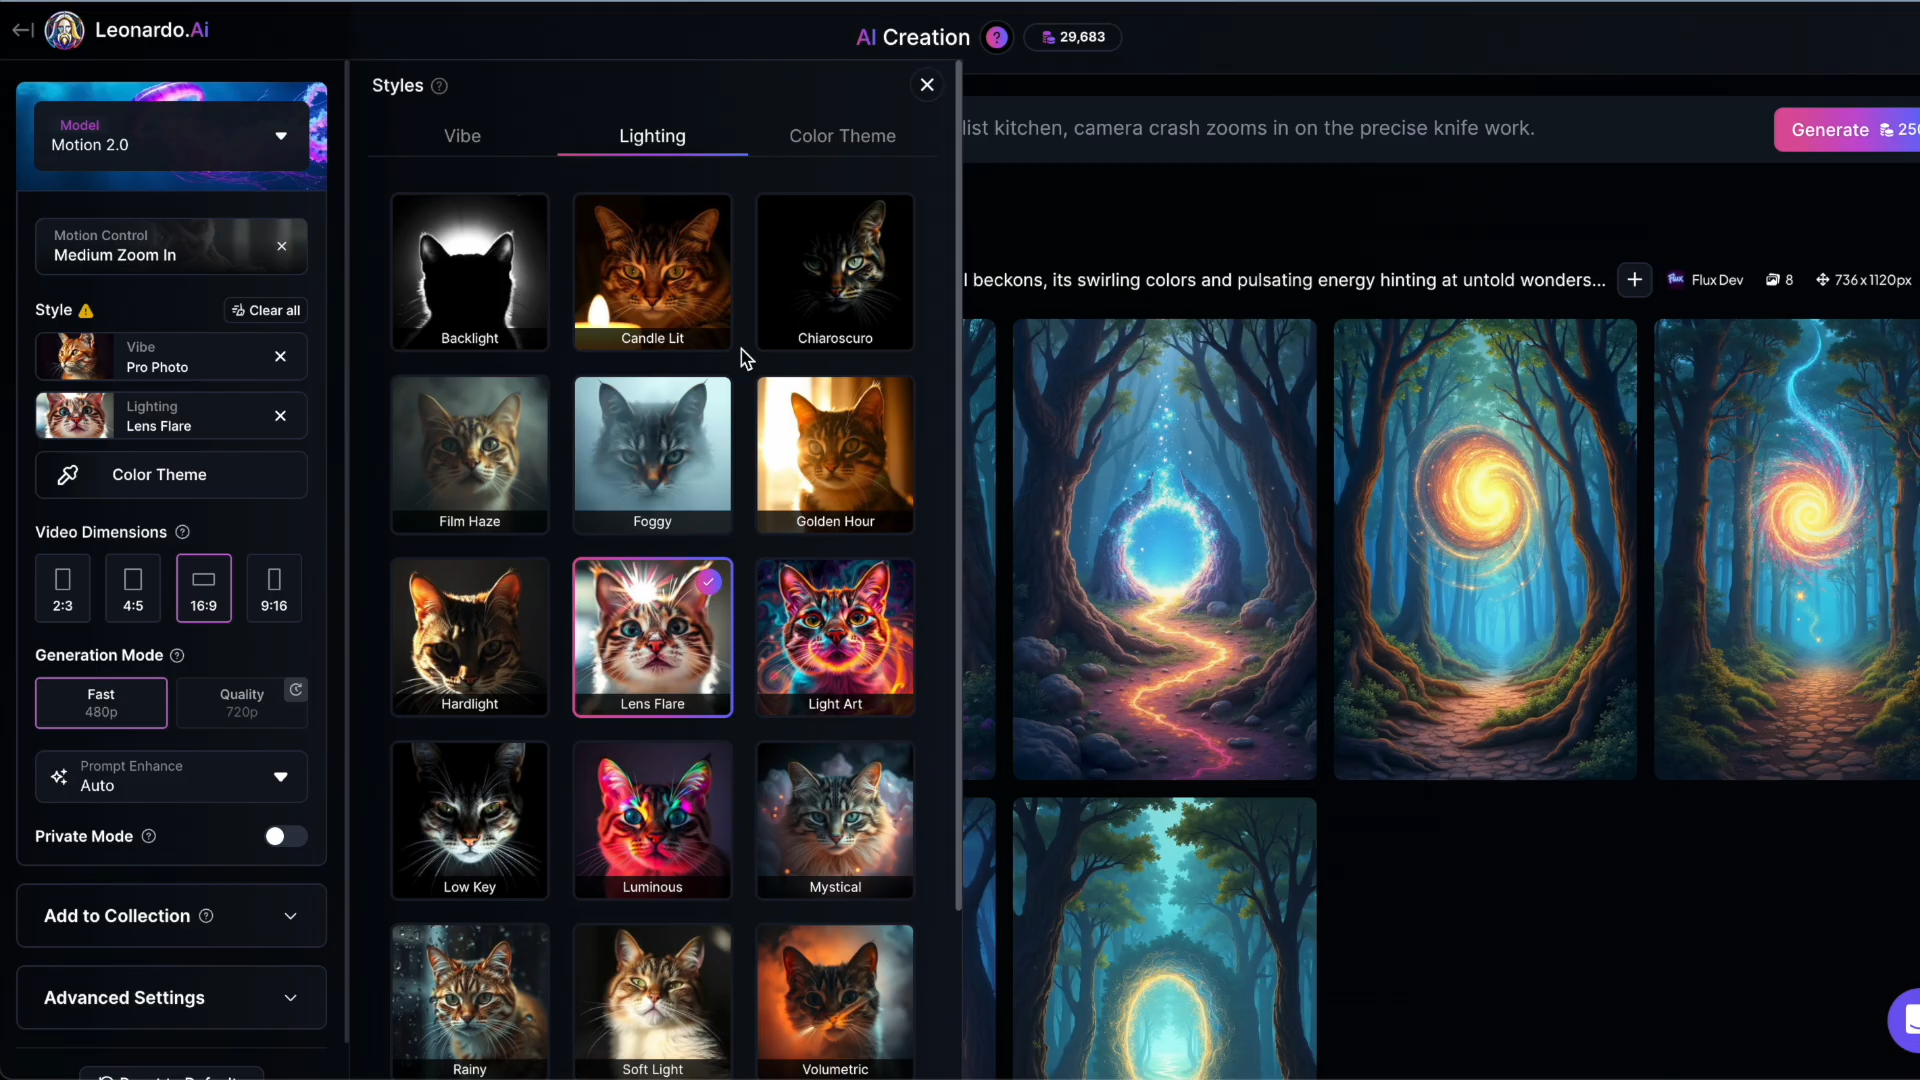 Leonardo.Ai
AI Creation
?
29,683
Model
Motion 2.0
Motion Control
Medium Zoom In
Style
Clear all
Vibe
Pro Photo
Lighting
Lens Flare
Color Theme
Video Dimensions
2:3
4:5
16:9
9:16
Generation Mode
Fast
480p
Quality
720p
Prompt Enhance
Auto
Private Mode
Add to Collection
Advanced Settings
Styles
Vibe
Lighting
Color Theme
Backlight
Candle Lit
Chiaroscuro
Film Haze
Foggy
Golden Hour
Hardlight
Lens Flare
Light Art
Low Key
Luminous
Mystical
Rainy
Soft Light
Volumetric
list kitchen, camera crash zooms in on the precise knife work.
Generate 250
l beckons, its swirling colors and pulsating energy hinting at untold wonders...
Flux Dev
8
736x1120px